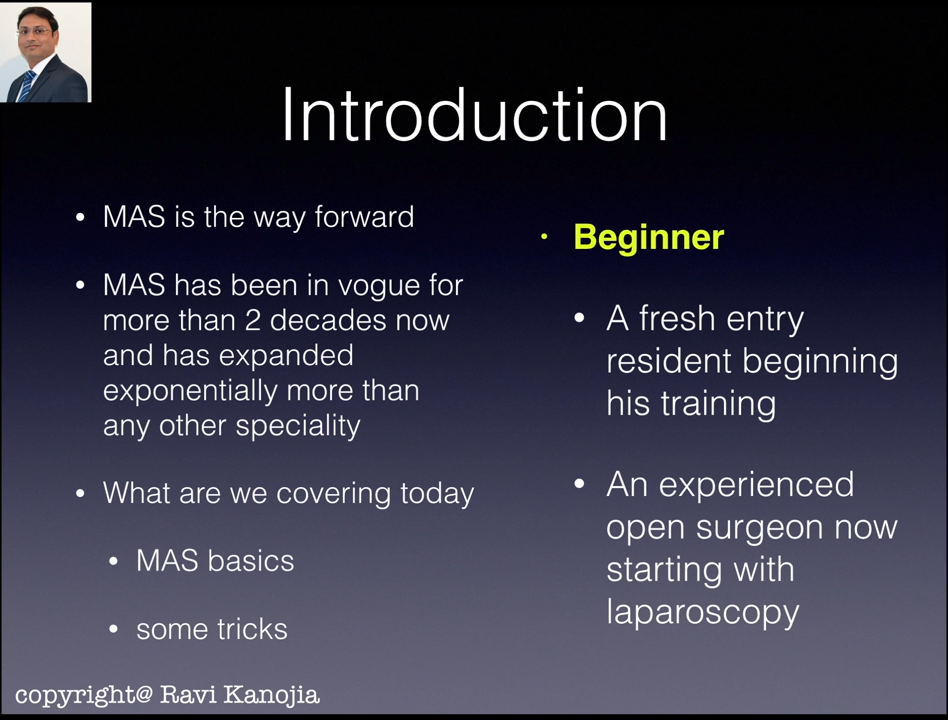 Introduction
• MAS is the way forward
• MAS has been in vogue for
more than 2 decades now
and has expanded
exponentially more than
any other speciality
• What are we covering today
• MAS basics
• some tricks
• Beginner
• A fresh entry
resident beginning
his training
• An experienced
open surgeon now
starting with
laparoscopy
copyright@ Ravi Kanojia